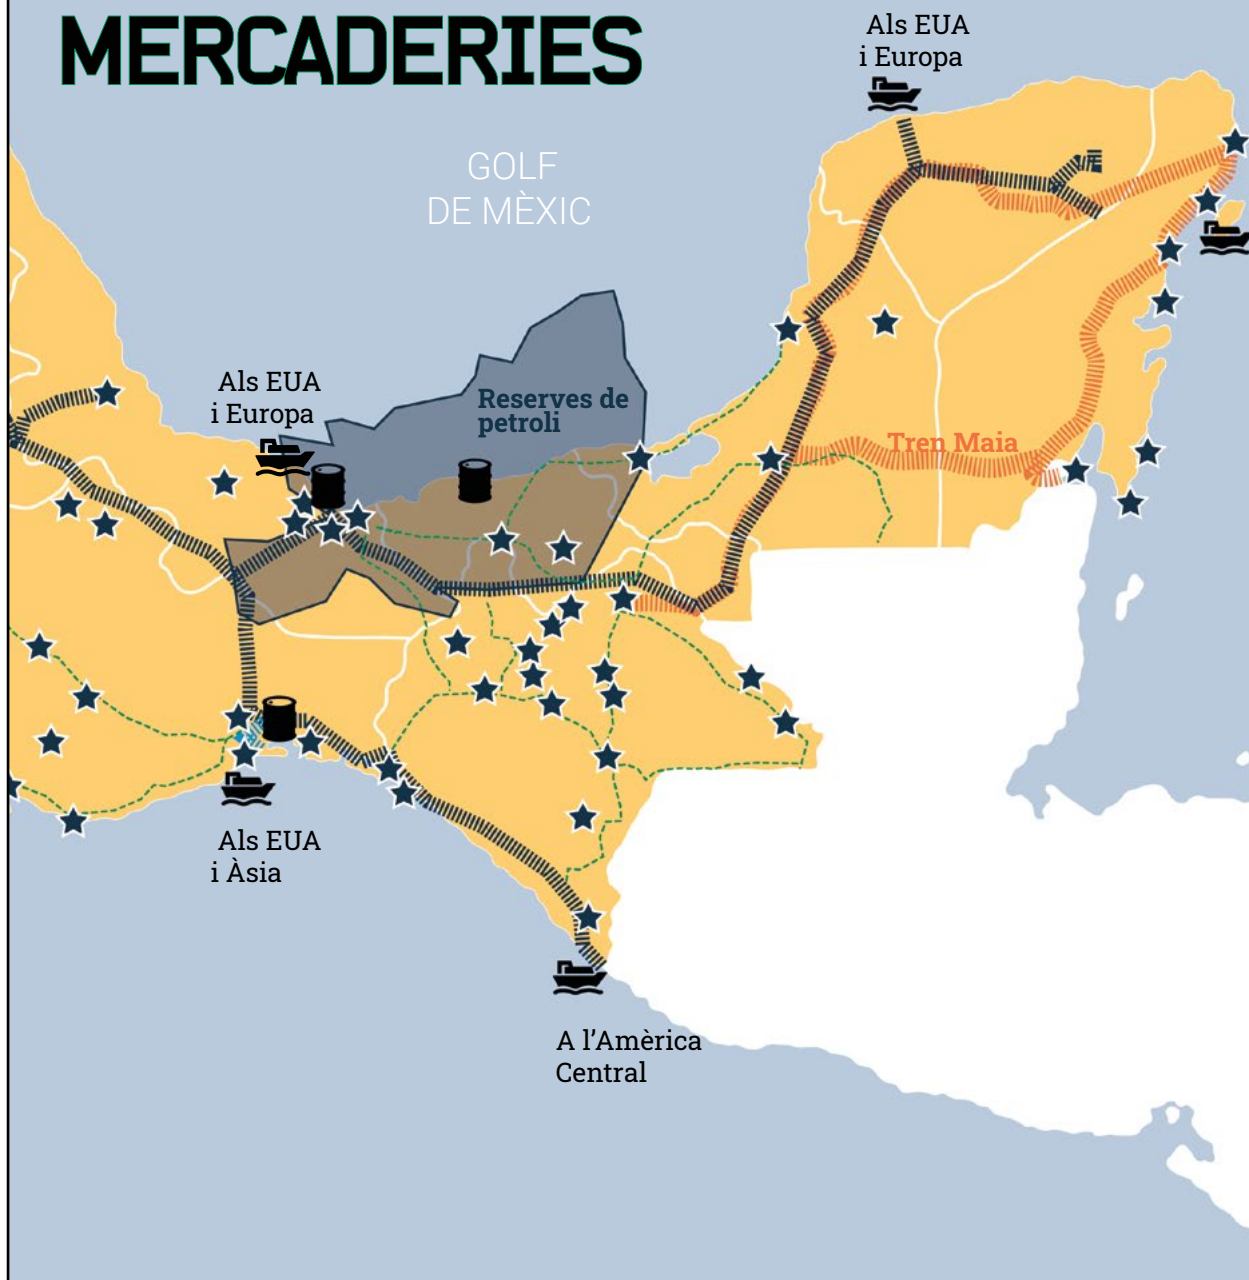 MERCADERIES
Als EUA
i Europa
GOLF
DE MÈXIC
Als EUA
i Europa
Reserves de
petroli
Tren Maia
Als EUA
i Àsia
A l’Amèrica
Central